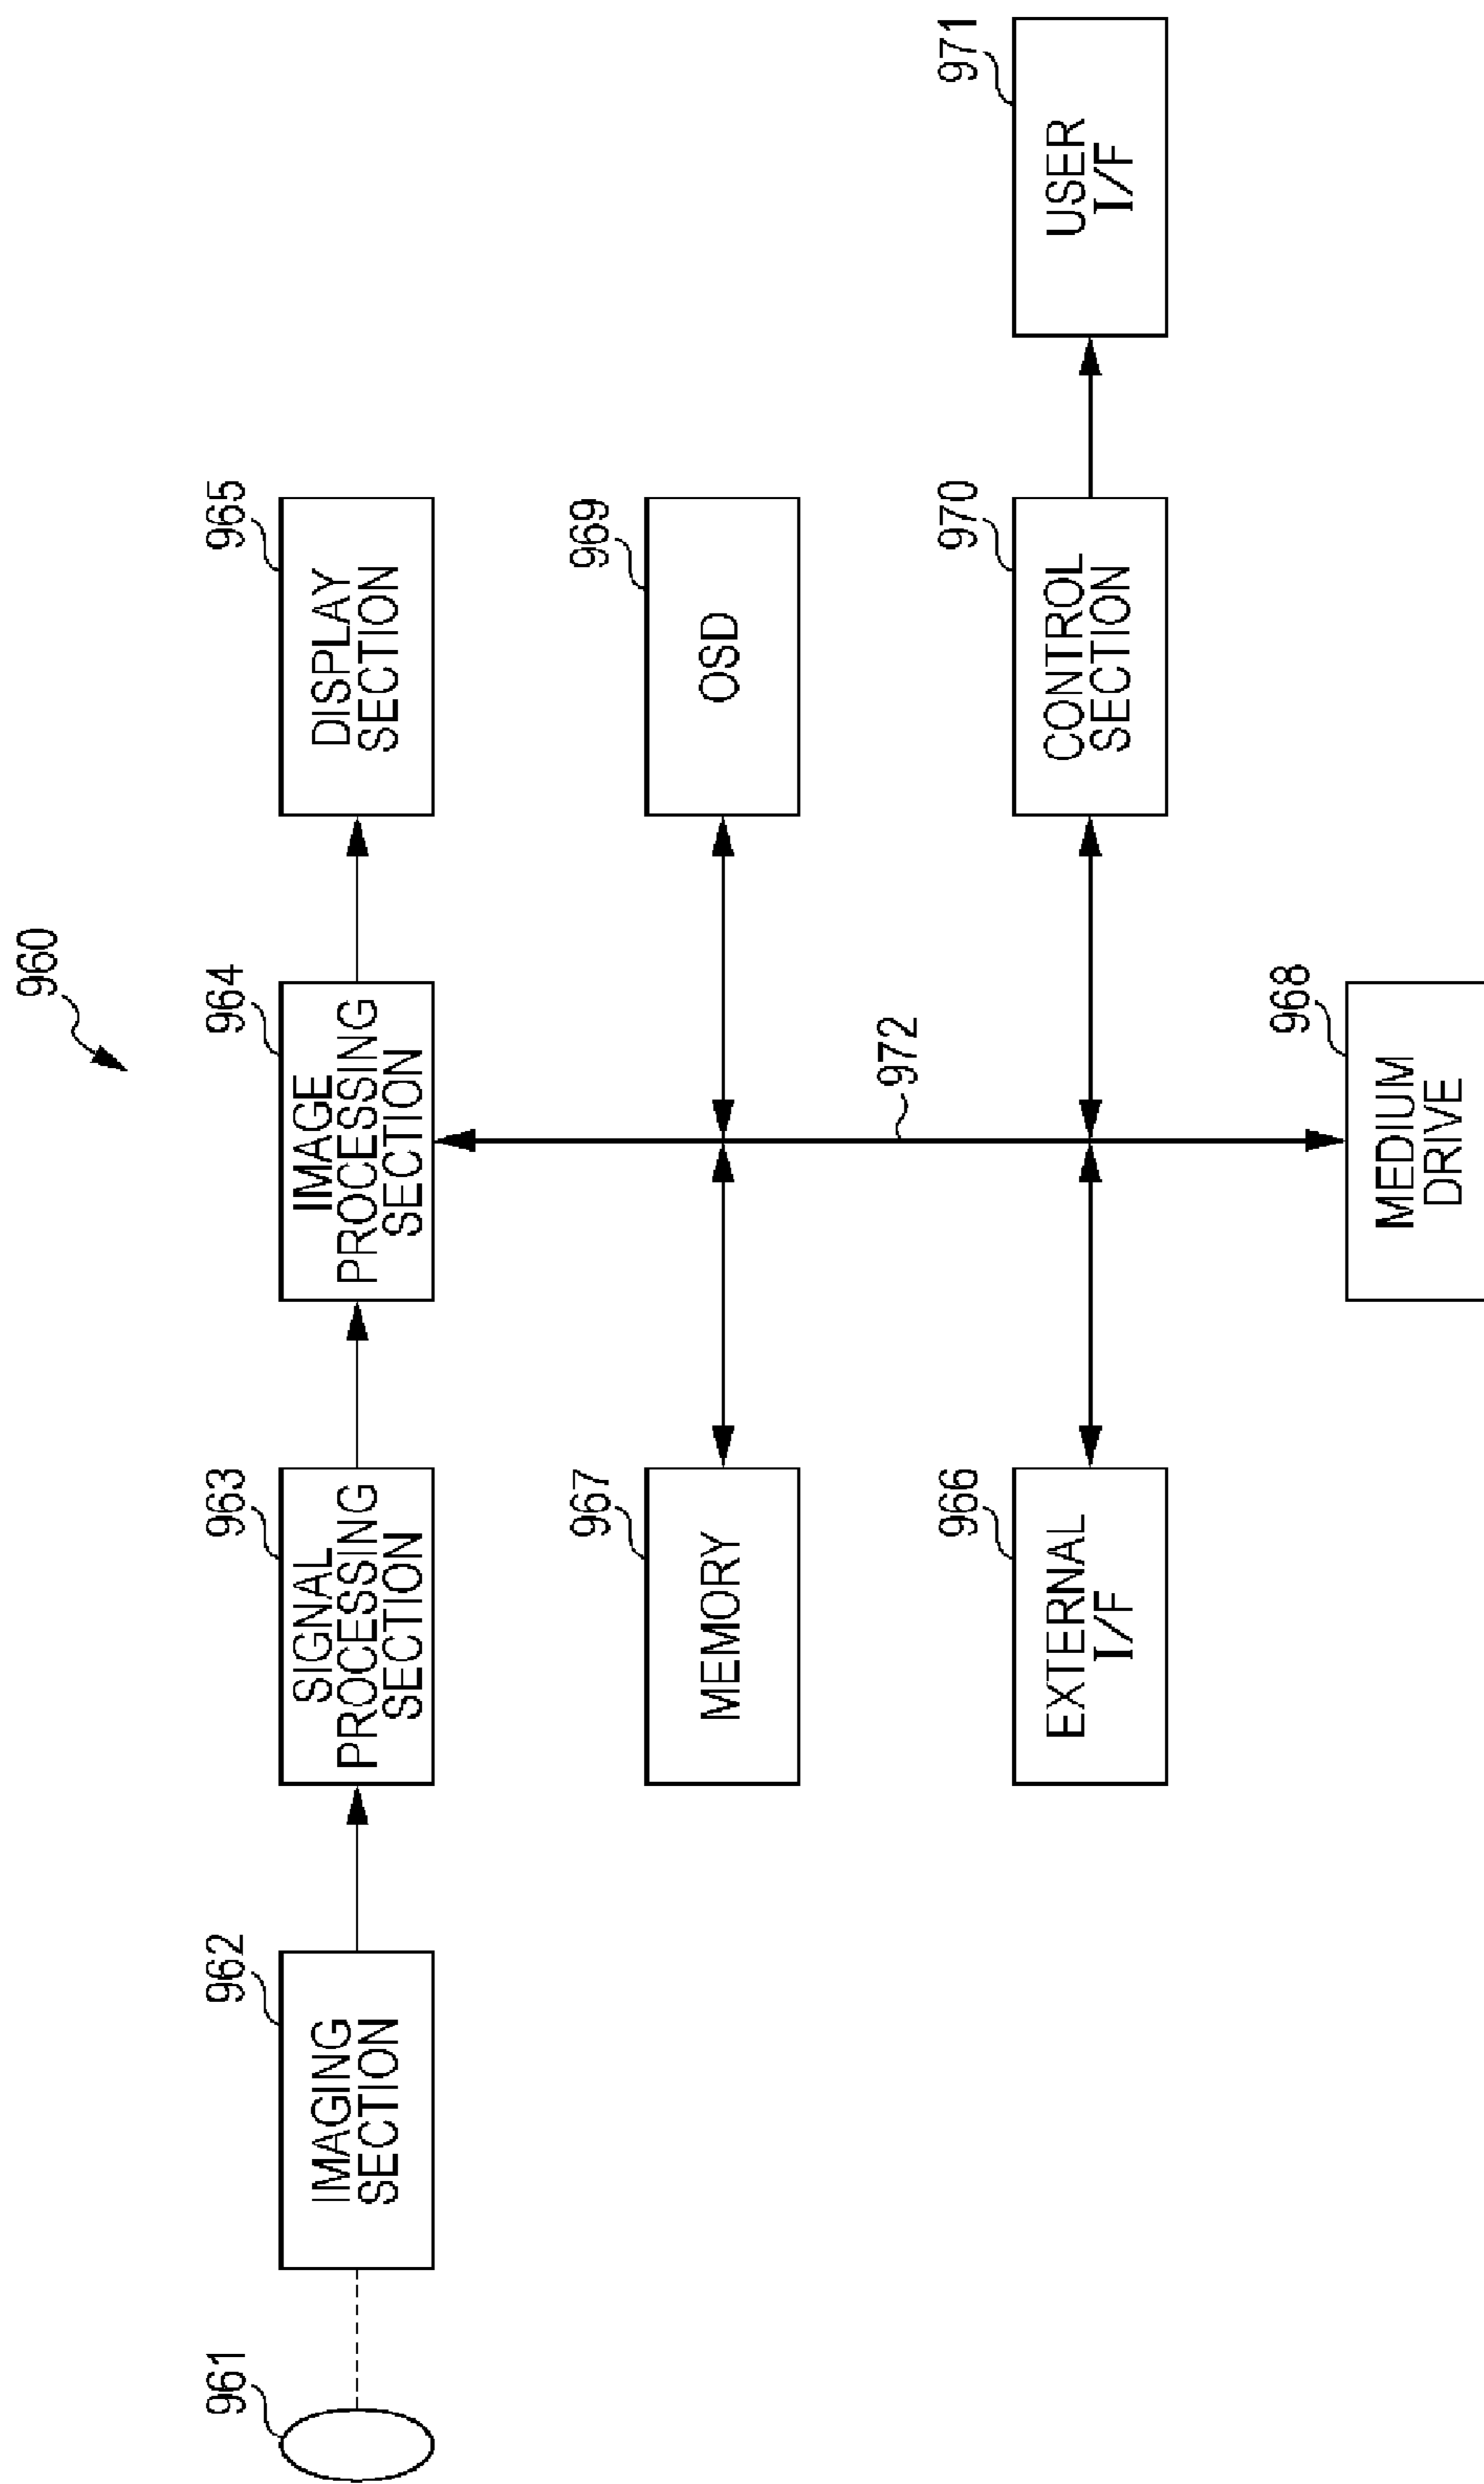 960
961
962
IMAGING
SECTION
963
SIGNAL
PROCESSING
SECTION
964
IMAGE
PROCESSING
SECTION
965
DISPLAY
SECTION
967
MEMORY
969
OSD
972
966
EXTERNAL
I/F
970
CONTROL
SECTION
971
USER
I/F
968
MEDIUM
DRIVE